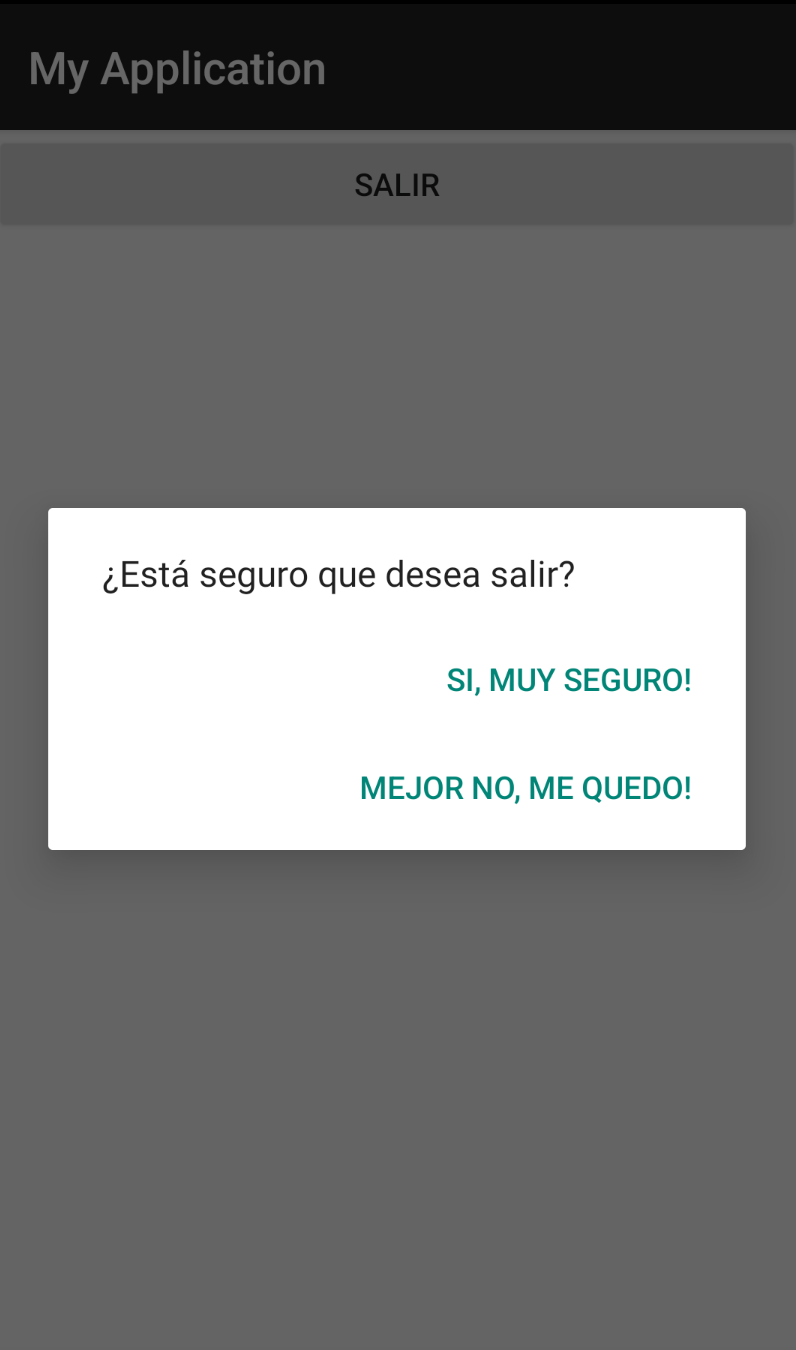 My Application
SALIR
¿Está seguro que desea salir?
SI, MUY SEGURO!
MEJOR NO, ME QUEDO!